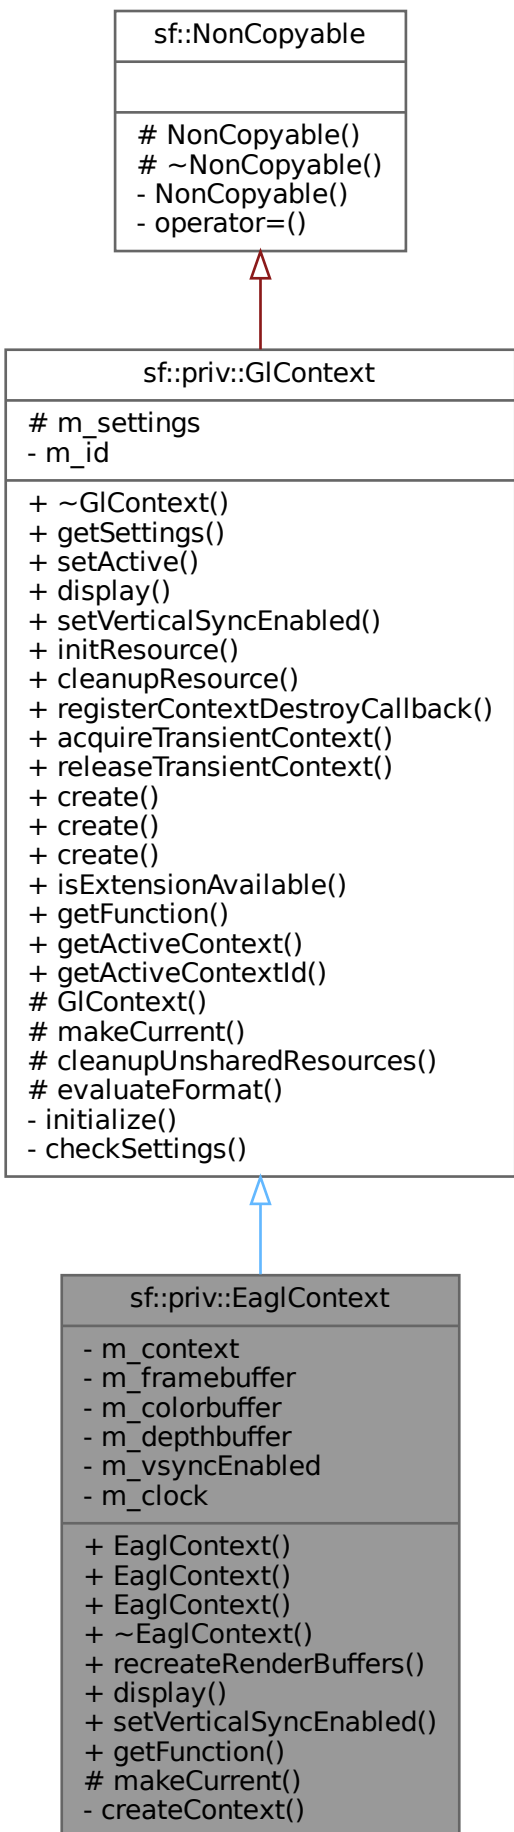 sf::NonCopyable
# NonCopyable()
# ~NonCopyable()
- NonCopyable()
- operator=()
sf::priv::GlContext
# m_settings
- m_id
+ ~GlContext()
+ getSettings()
+ setActive()
+ display()
+ setVerticalSyncEnabled()
+ initResource()
+ cleanupResource()
+ registerContextDestroyCallback()
+ acquireTransientContext()
+ releaseTransientContext()
+ create()
+ create()
+ create()
+ isExtensionAvailable()
+ getFunction()
+ getActiveContext()
+ getActiveContextId()
# GlContext()
# makeCurrent()
# cleanupUnsharedResources()
# evaluateFormat()
- initialize()
- checkSettings()
sf::priv::EaglContext
- m_context
- m_framebuffer
- m_colorbuffer
- m_depthbuffer
- m_vsyncEnabled
- m_clock
+ EaglContext()
+ EaglContext()
+ EaglContext()
+ ~EaglContext()
+ recreateRenderBuffers()
+ display()
+ setVerticalSyncEnabled()
+ getFunction()
# makeCurrent()
- createContext()